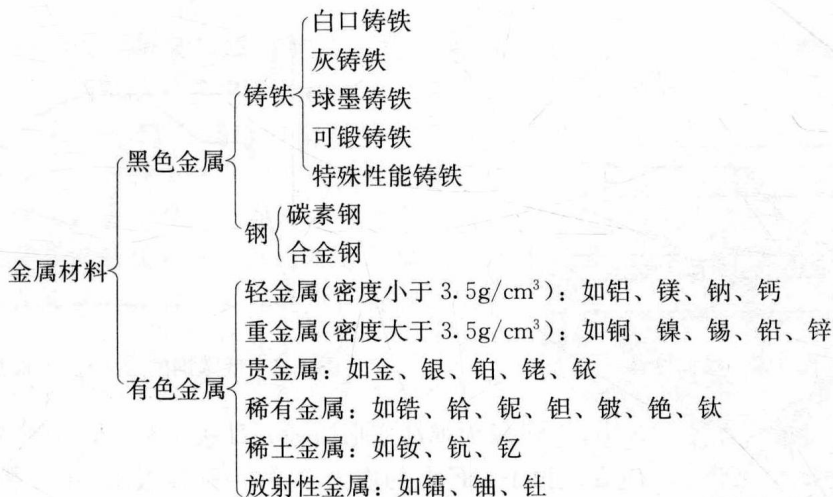 白口铸铁
灰铸铁
铸铁
球墨铸铁
可锻铸铁
黑色金属
特殊性能铸铁
碳素钢
钢
合金钢
金属材料
轻金属(密度小于 3.5g/cm³)：如铝、镁、钠、钙
重金属(密度大于 3.5g/cm³)：如铜、镍、锡、铅、锌
贵金属：如金、银、铂、铑、铱
有色金属
稀有金属：如锆、铪、铌、钽、铍、铯、钛
稀土金属：如钕、钪、钇
放射性金属：如镭、铀、钍